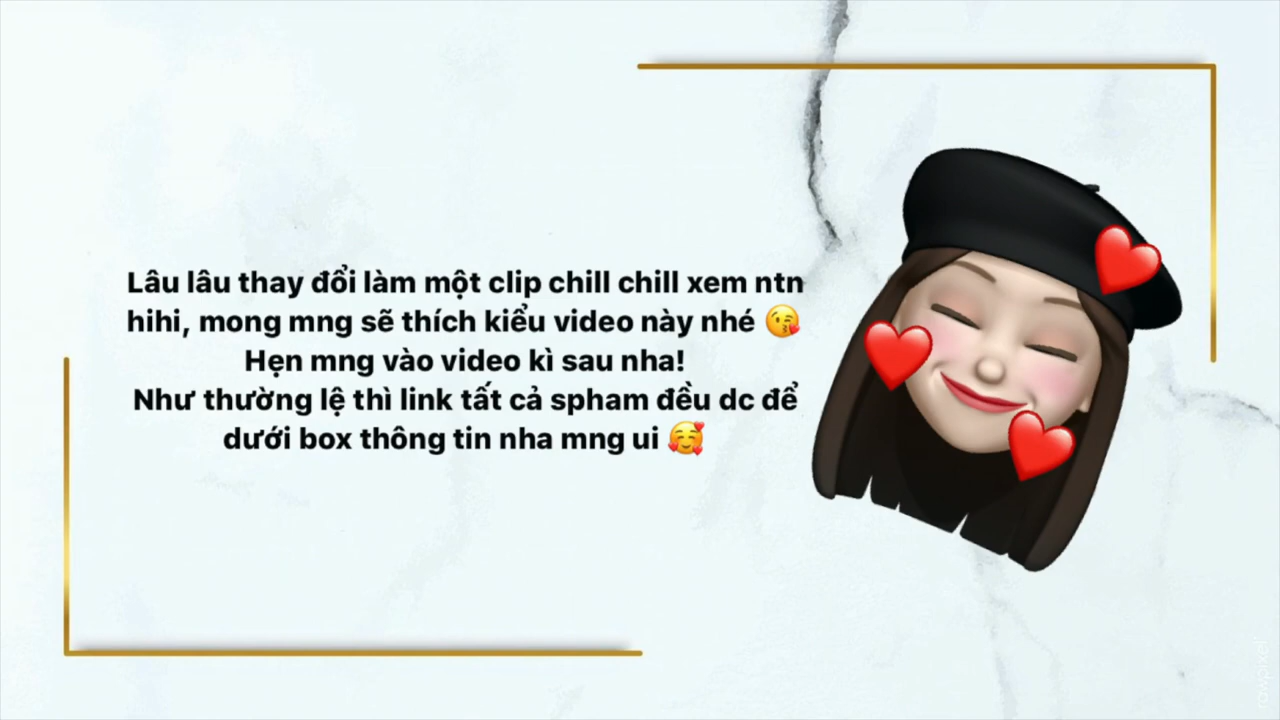 Lâu lâu thay đổi làm một clip chill chill xem ntn
hihi, mong mng sẽ thích kiểu video này nhé 😘
Hẹn mng vào video kì sau nha!
Như thường lệ thì link tất cả spham đều dc để
dưới box thông tin nha mng ui 🥰
rawpixel